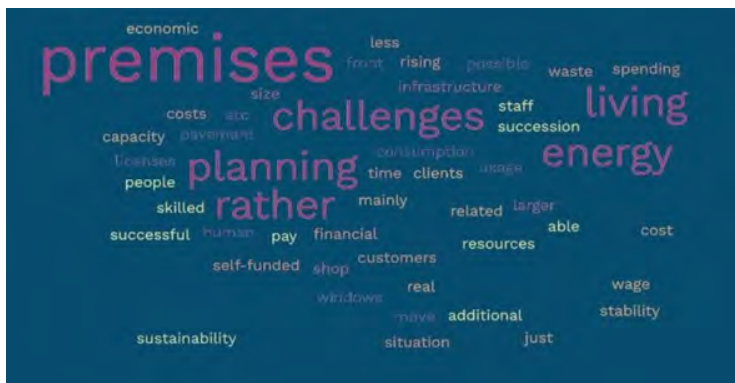 economic
premises
less
front rising possible
waste spending
infrastructure
size
living
staff
costs etc challenges
succession
capacity pavement
consumption
energy
licenses planning
time clients usage
people
skilled rather mainly
related larger
able
successful human pay financial
resources
cost
customers
self-funded shop
real
wage
windows
stability
move additional
sustainability
situation just